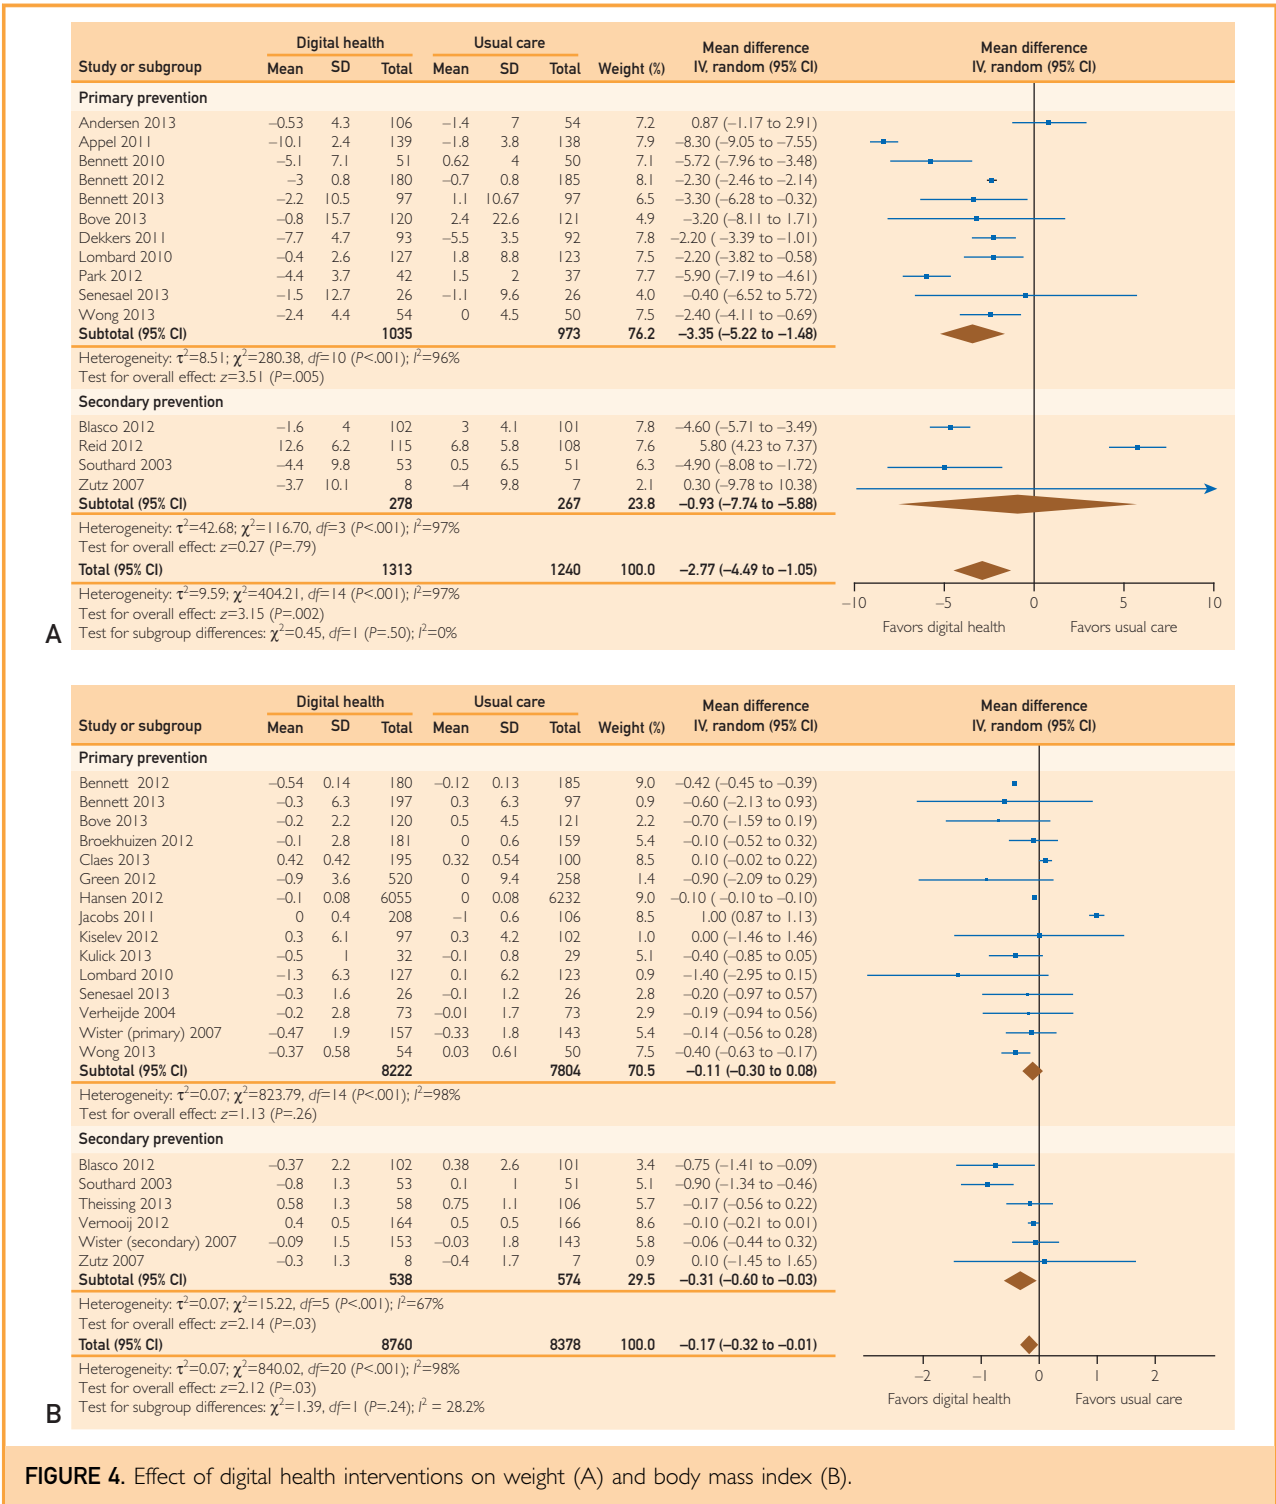 Digital health Usual care Mean difference Mean difference
Study or subgroup Mean SD Total Mean SD Total Weight (%) IV, random (95% CI) IV, random (95% CI)
Primary prevention
Andersen 2013 –0.53 4.3 106 –1.4 7 54 7.2 0.87 (–1.17 to 2.91)
Appel 2011 –10.1 2.4 139 –1.8 3.8 138 7.9 –8.30 (–9.05 to –7.55)
Bennett 2010 –5.1 7.1 51 0.62 4 50 7.1 –5.72 (–7.96 to –3.48)
Bennett 2012 –3 0.8 180 –0.7 0.8 185 8.1 –2.30 (–2.46 to –2.14)
Bennett 2013 –2.2 10.5 97 1.1 10.67 97 6.5 –3.30 (–6.28 to –0.32)
Bove 2013 –0.8 15.7 120 2.4 22.6 121 4.9 –3.20 (–8.11 to 1.71)
Dekkers 2011 –7.7 4.7 93 –5.5 3.5 92 7.8 –2.20 ( –3.39 to –1.01)
Lombard 2010 –0.4 2.6 127 1.8 8.8 123 7.5 –2.20 (–3.82 to –0.58)
Park 2012 –4.4 3.7 42 1.5 2 37 7.7 –5.90 (–7.19 to –4.61)
Senesael 2013 –1.5 12.7 26 –1.1 9.6 26 4.0 –0.40 (–6.52 to 5.72)
Wong 2013 –2.4 4.4 54 0 4.5 50 7.5 –2.40 (–4.11 to –0.69)
Subtotal (95% CI) 1035 973 76.2 –3.35 (–5.22 to –1.48)
Heterogeneity: τ²=8.51; χ²=280.38, df=10 (P<.001); I²=96%
Test for overall effect: z=3.51 (P=.005)
Secondary prevention
Blasco 2012 –1.6 4 102 3 4.1 101 7.8 –4.60 (–5.71 to –3.49)
Reid 2012 12.6 6.2 115 6.8 5.8 108 7.6 5.80 (4.23 to 7.37)
Southard 2003 –4.4 9.8 53 0.5 6.5 51 6.3 –4.90 (–8.08 to –1.72)
Zutz 2007 –3.7 10.1 8 –4 9.8 7 2.1 0.30 (–9.78 to 10.38)
Subtotal (95% CI) 278 267 23.8 –0.93 (–7.74 to –5.88)
Heterogeneity: τ²=42.68; χ²=116.70, df=3 (P<.001); I²=97%
Test for overall effect: z=0.27 (P=.79)
Total (95% CI) 1313 1240 100.0 –2.77 (–4.49 to –1.05)
Heterogeneity: τ²=9.59; χ²=404.21, df=14 (P<.001); I²=97%
Test for overall effect: z=3.15 (P=.002)
Test for subgroup differences: χ²=0.45, df=1 (P=.50); I²=0%
–10 –5 0 5 10
Favors digital health Favors usual care
A
Digital health Usual care Mean difference Mean difference
Study or subgroup Mean SD Total Mean SD Total Weight (%) IV, random (95% CI) IV, random (95% CI)
Primary prevention
Bennett 2012 –0.54 0.14 180 –0.12 0.13 185 9.0 –0.42 (–0.45 to –0.39)
Bennett 2013 –0.3 6.3 197 0.3 6.3 97 0.9 –0.60 (–2.13 to 0.93)
Bove 2013 –0.2 2.2 120 0.5 4.5 121 2.2 –0.70 (–1.59 to 0.19)
Broekhuizen 2012 –0.1 2.8 181 0 0.6 159 5.4 –0.10 (–0.52 to 0.32)
Claes 2013 0.42 0.42 195 0.32 0.54 100 8.5 0.10 (–0.02 to 0.22)
Green 2012 –0.9 3.6 520 0 9.4 258 1.4 –0.90 (–2.09 to 0.29)
Hansen 2012 –0.1 0.08 6055 0 0.08 6232 9.0 –0.10 ( –0.10 to –0.10)
Jacobs 2011 0 0.4 208 –1 0.6 106 8.5 1.00 (0.87 to 1.13)
Kiselev 2012 0.3 6.1 97 0.3 4.2 102 1.0 0.00 (–1.46 to 1.46)
Kulick 2013 –0.5 1 32 –0.1 0.8 29 5.1 –0.40 (–0.85 to 0.05)
Lombard 2010 –1.3 6.3 127 0.1 6.2 123 0.9 –1.40 (–2.95 to 0.15)
Senesael 2013 –0.3 1.6 26 –0.1 1.2 26 2.8 –0.20 (–0.97 to 0.57)
Verheijde 2004 –0.2 2.8 73 –0.01 1.7 73 2.9 –0.19 (–0.94 to 0.56)
Wister (primary) 2007 –0.47 1.9 157 –0.33 1.8 143 5.4 –0.14 (–0.56 to 0.28)
Wong 2013 –0.37 0.58 54 0.03 0.61 50 7.5 –0.40 (–0.63 to –0.17)
Subtotal (95% CI) 8222 7804 70.5 –0.11 (–0.30 to 0.08)
Heterogeneity: τ²=0.07; χ²=823.79, df=14 (P<.001); I²=98%
Test for overall effect: z=1.13 (P=.26)
Secondary prevention
Blasco 2012 –0.37 2.2 102 0.38 2.6 101 3.4 –0.75 (–1.41 to –0.09)
Southard 2003 –0.8 1.3 53 0.1 1 51 5.1 –0.90 (–1.34 to –0.46)
Theissing 2013 0.58 1.3 58 0.75 1.1 106 5.7 –0.17 (–0.56 to 0.22)
Vernooij 2012 0.4 0.5 164 0.5 0.5 166 8.6 –0.10 (–0.21 to 0.01)
Wister (secondary) 2007 –0.09 1.5 153 –0.03 1.8 143 5.8 –0.06 (–0.44 to 0.32)
Zutz 2007 –0.3 1.3 8 –0.4 1.7 7 0.9 0.10 (–1.45 to 1.65)
Subtotal (95% CI) 538 574 29.5 –0.31 (–0.60 to –0.03)
Heterogeneity: τ²=0.07; χ²=15.22, df=5 (P<.001); I²=67%
Test for overall effect: z=2.14 (P=.03)
Total (95% CI) 8760 8378 100.0 –0.17 (–0.32 to –0.01)
Heterogeneity: τ²=0.07; χ²=840.02, df=20 (P<.001); I²=98%
Test for overall effect: z=2.12 (P=.03)
Test for subgroup differences: χ²=1.39, df=1 (P=.24); I² = 28.2%
–2 –1 0 1 2
Favors digital health Favors usual care
B
FIGURE 4. Effect of digital health interventions on weight (A) and body mass index (B).